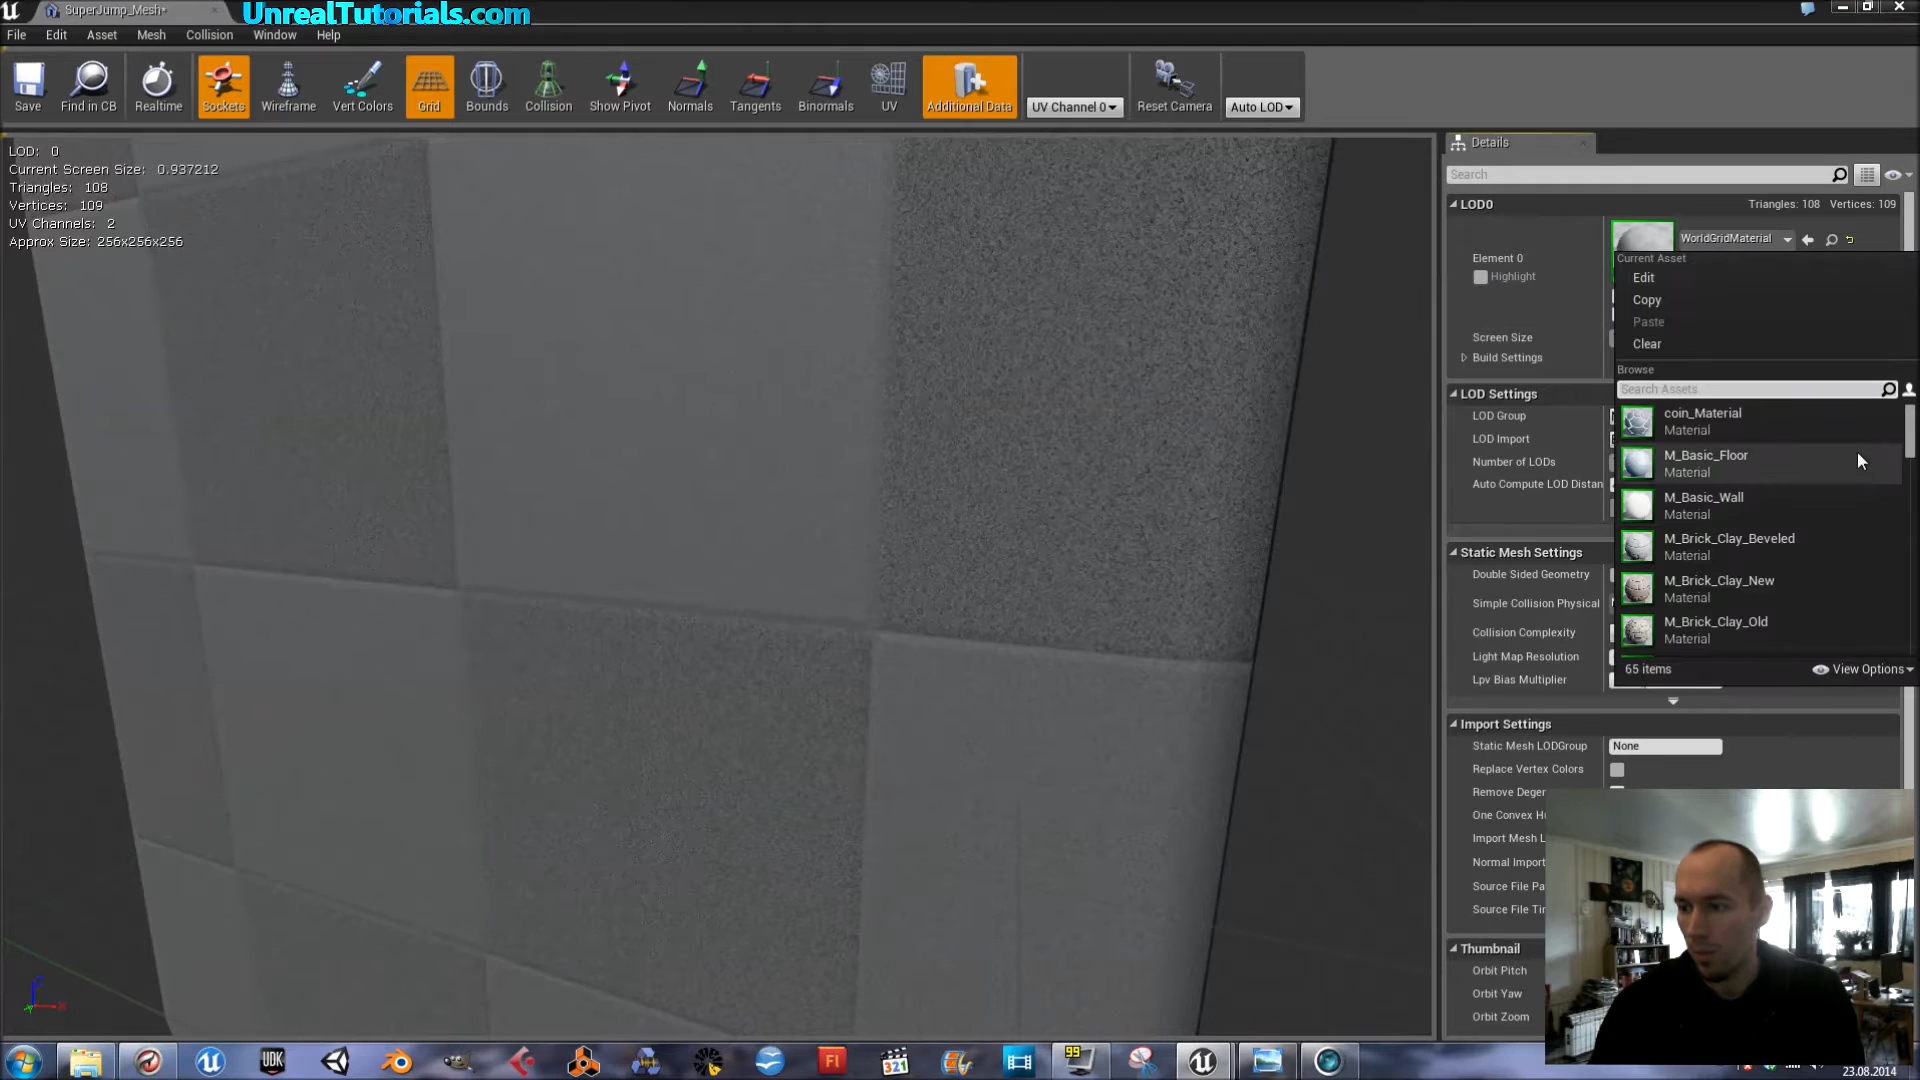 SuperJump_Mesh*
UnrealTutorials.com
File Edit Asset Mesh Collision Window Help
Save Find in CB Realtime Sockets Wireframe Vert Colors Grid Bounds Collision Show Pivot Normals Tangents Binormals UV Additional Data UV Channel 0 Reset Camera Auto LOD
LOD: 0
Current Screen Size: 0.937212
Triangles: 108
Vertices: 109
UV Channels: 2
Approx Size: 256x256x256
Details
Search
LOD0 Triangles: 108 Vertices: 109
WorldGridMaterial
Element 0
Highlight
Screen Size
Build Settings
LOD Settings
LOD Group
LOD Import
Number of LODs
Auto Compute LOD Distan
Static Mesh Settings
Double Sided Geometry
Simple Collision Physical
Collision Complexity
Light Map Resolution
Lpv Bias Multiplier
Import Settings
Static Mesh LODGroup None
Replace Vertex Colors
Remove Degen
One Convex Hu
Import Mesh L
Normal Import
Source File Pa
Source File Tir
Thumbnail
Orbit Pitch
Orbit Yaw
Orbit Zoom
Current Asset
Edit
Copy
Paste
Clear
Browse
Search Assets
coin_Material
Material
M_Basic_Floor
Material
M_Basic_Wall
Material
M_Brick_Clay_Beveled
Material
M_Brick_Clay_New
Material
M_Brick_Clay_Old
Material
65 items View Options
Z
X
UDK
Fl
321
99
23.08.2014